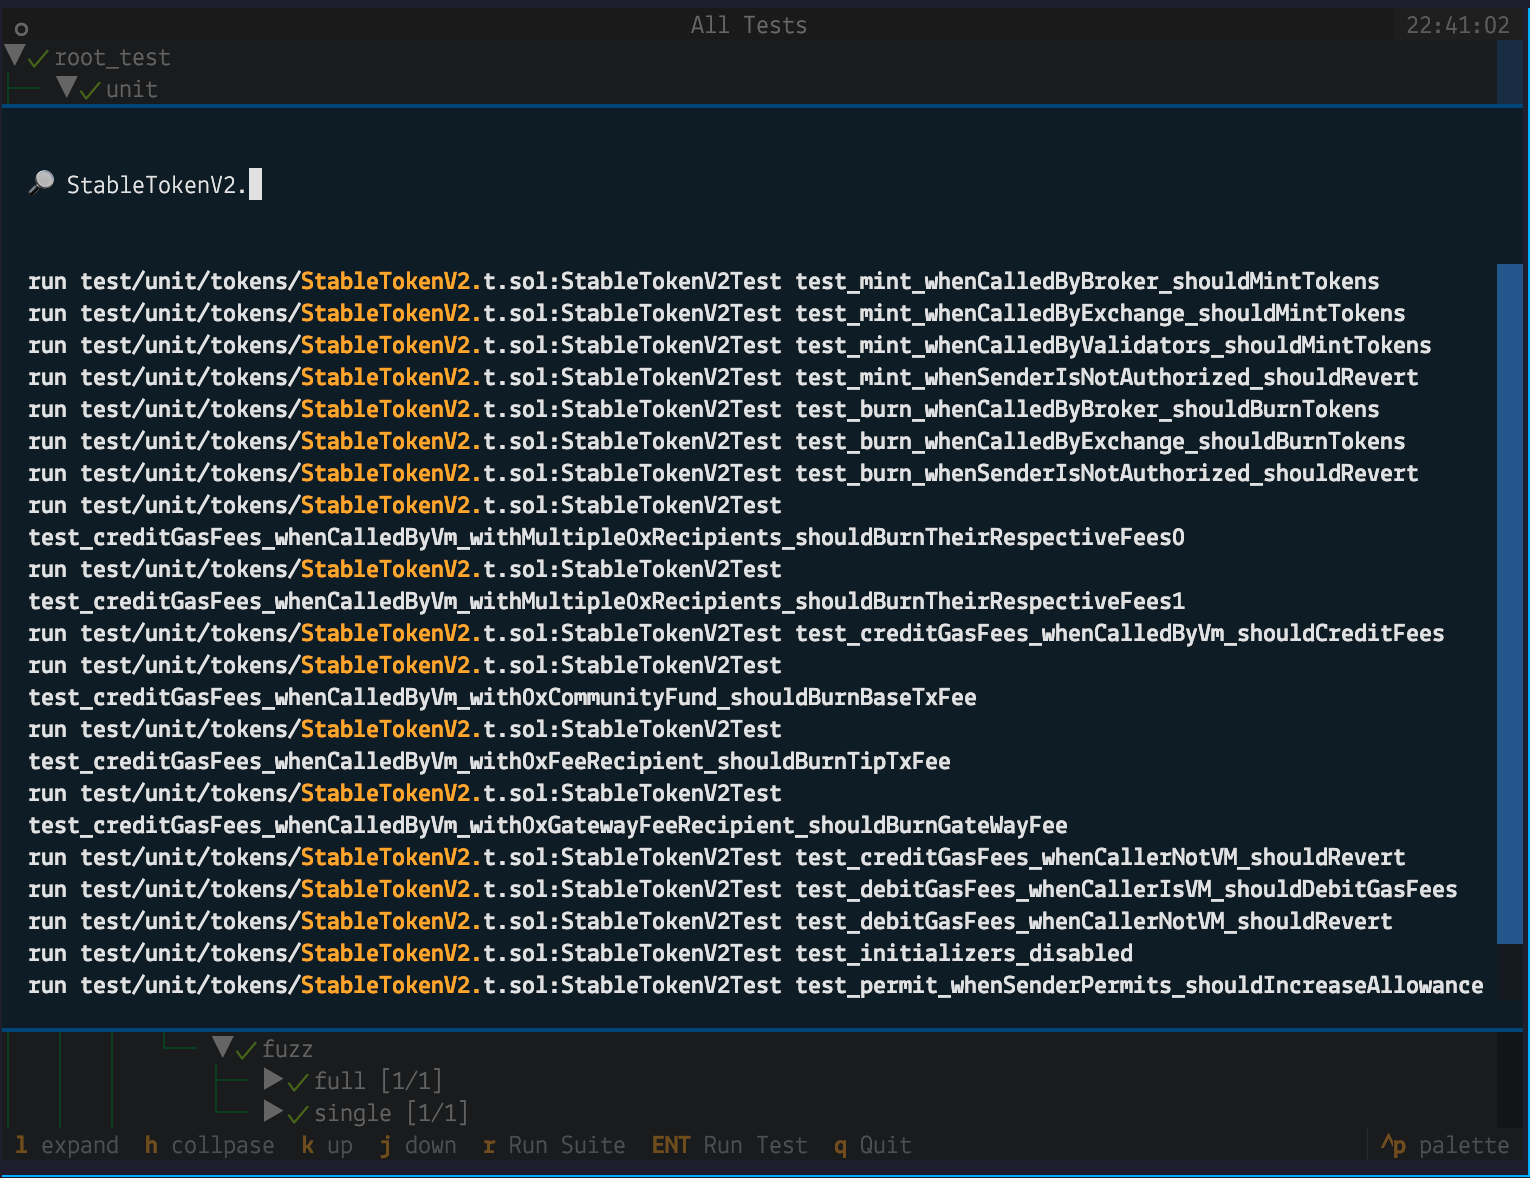 All Tests 22:41:02
root_test
unit
StableTokenV2.
run test/unit/tokens/StableTokenV2.t.sol:StableTokenV2Test test_mint_whenCalledByBroker_shouldMintTokens
run test/unit/tokens/StableTokenV2.t.sol:StableTokenV2Test test_mint_whenCalledByExchange_shouldMintTokens
run test/unit/tokens/StableTokenV2.t.sol:StableTokenV2Test test_mint_whenCalledByValidators_shouldMintTokens
run test/unit/tokens/StableTokenV2.t.sol:StableTokenV2Test test_mint_whenSenderIsNotAuthorized_shouldRevert
run test/unit/tokens/StableTokenV2.t.sol:StableTokenV2Test test_burn_whenCalledByBroker_shouldBurnTokens
run test/unit/tokens/StableTokenV2.t.sol:StableTokenV2Test test_burn_whenCalledByExchange_shouldBurnTokens
run test/unit/tokens/StableTokenV2.t.sol:StableTokenV2Test test_burn_whenSenderIsNotAuthorized_shouldRevert
run test/unit/tokens/StableTokenV2.t.sol:StableTokenV2Test
test_creditGasFees_whenCalledByVm_withMultiple0xRecipients_shouldBurnTheirRespectiveFees0
run test/unit/tokens/StableTokenV2.t.sol:StableTokenV2Test
test_creditGasFees_whenCalledByVm_withMultiple0xRecipients_shouldBurnTheirRespectiveFees1
run test/unit/tokens/StableTokenV2.t.sol:StableTokenV2Test test_creditGasFees_whenCalledByVm_shouldCreditFees
run test/unit/tokens/StableTokenV2.t.sol:StableTokenV2Test
test_creditGasFees_whenCalledByVm_with0xCommunityFund_shouldBurnBaseTxFee
run test/unit/tokens/StableTokenV2.t.sol:StableTokenV2Test
test_creditGasFees_whenCalledByVm_with0xFeeRecipient_shouldBurnTipTxFee
run test/unit/tokens/StableTokenV2.t.sol:StableTokenV2Test
test_creditGasFees_whenCalledByVm_with0xGatewayFeeRecipient_shouldBurnGateWayFee
run test/unit/tokens/StableTokenV2.t.sol:StableTokenV2Test test_creditGasFees_whenCallerNotVM_shouldRevert
run test/unit/tokens/StableTokenV2.t.sol:StableTokenV2Test test_debitGasFees_whenCallerIsVM_shouldDebitGasFees
run test/unit/tokens/StableTokenV2.t.sol:StableTokenV2Test test_debitGasFees_whenCallerNotVM_shouldRevert
run test/unit/tokens/StableTokenV2.t.sol:StableTokenV2Test test_initializers_disabled
run test/unit/tokens/StableTokenV2.t.sol:StableTokenV2Test test_permit_whenSenderPermits_shouldIncreaseAllowance
fuzz
full [1/1]
single [1/1]
l expand h collpase k up j down r Run Suite ENT Run Test q Quit ^p palette